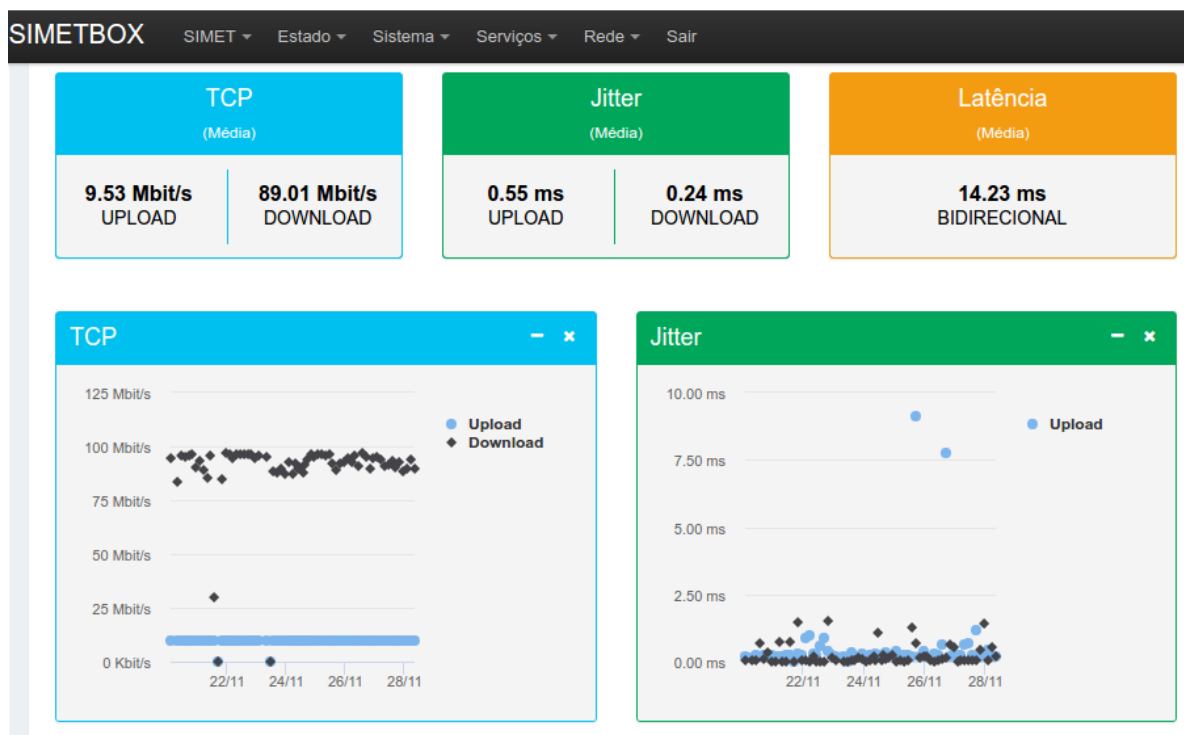 SIMETBOX SIMET Estado Sistema Serviços Rede Sair
TCP
(Média)
9.53 Mbit/s
UPLOAD
89.01 Mbit/s
DOWNLOAD
Jitter
(Média)
0.55 ms
UPLOAD
0.24 ms
DOWNLOAD
Latência
(Média)
14.23 ms
BIDIRECIONAL
TCP
125 Mbit/s
100 Mbit/s
75 Mbit/s
50 Mbit/s
25 Mbit/s
0 Kbit/s
22/11 24/11 26/11 28/11
Upload
Download
Jitter
10.00 ms
7.50 ms
5.00 ms
2.50 ms
0.00 ms
22/11 24/11 26/11 28/11
Upload